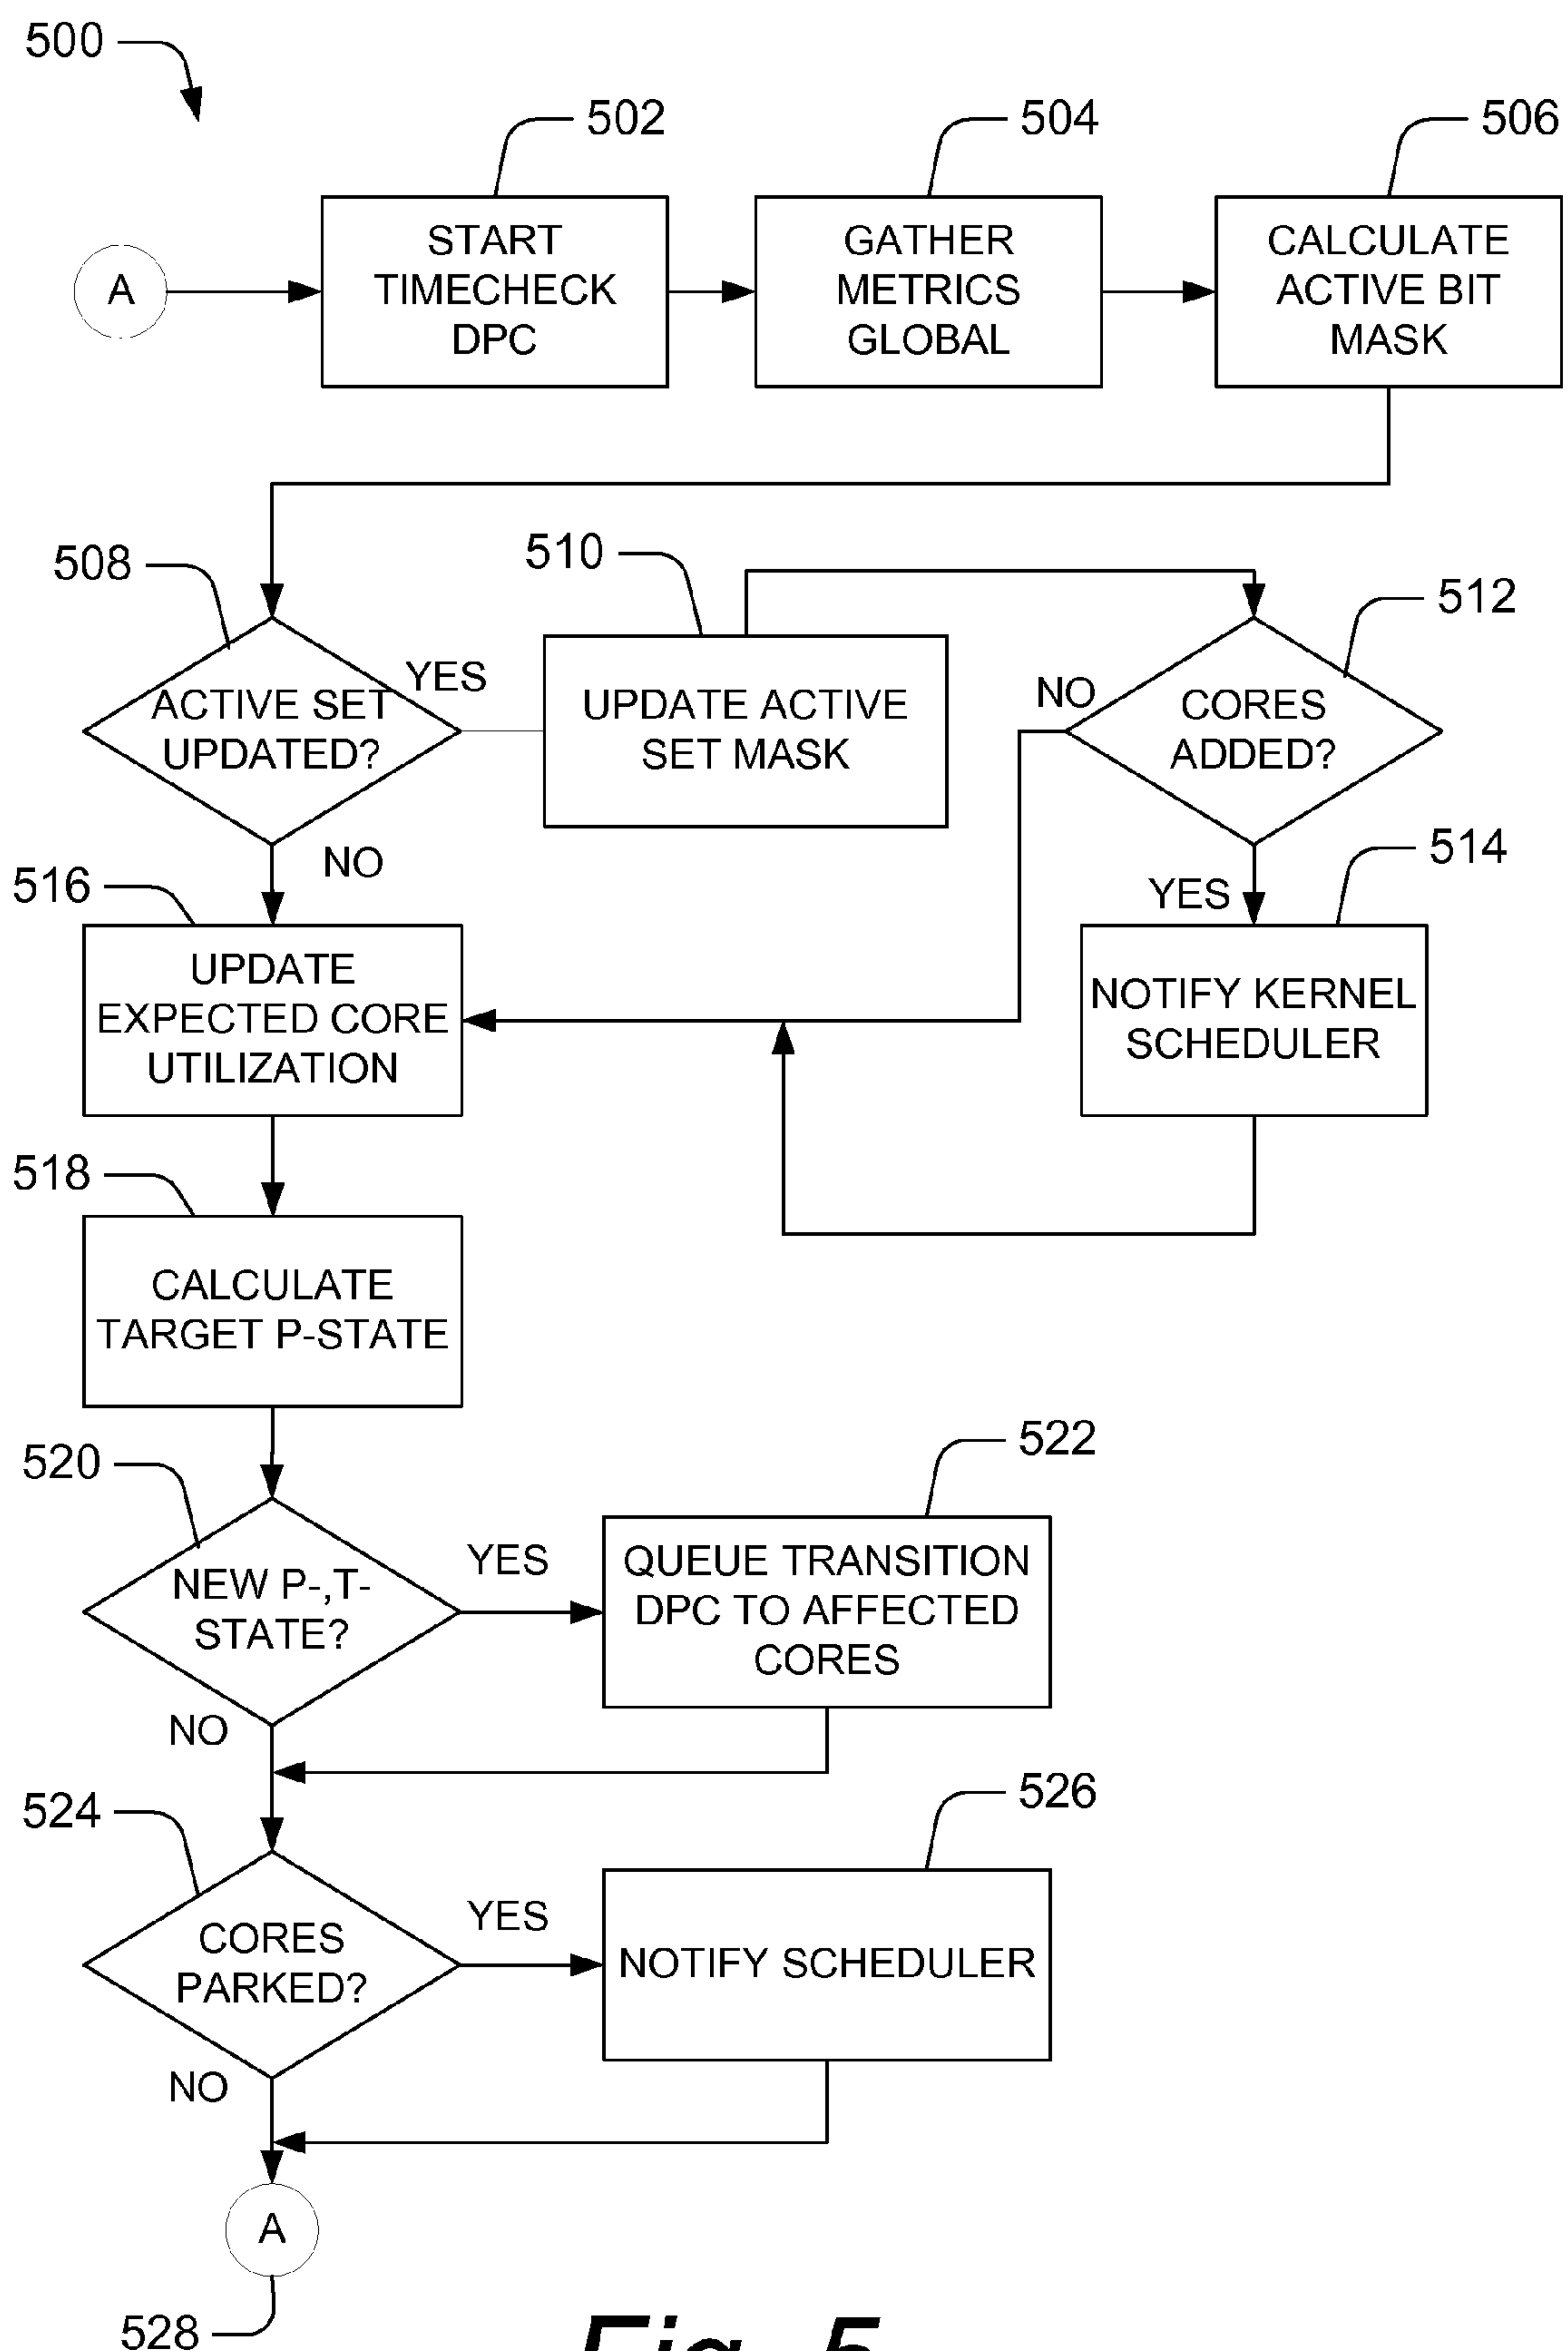 500
502
504
506
A
START
TIMECHECK
DPC
GATHER
METRICS
GLOBAL
CALCULATE
ACTIVE BIT
MASK
508
510
512
YES
ACTIVE SET
UPDATED?
UPDATE ACTIVE
SET MASK
NO
CORES
ADDED?
NO
514
516
YES
UPDATE
EXPECTED CORE
UTILIZATION
NOTIFY KERNEL
SCHEDULER
518
CALCULATE
TARGET P-STATE
520
522
NEW P-,T-
STATE?
YES
QUEUE TRANSITION
DPC TO AFFECTED
CORES
NO
524
526
CORES
PARKED?
YES
NOTIFY SCHEDULER
NO
A
528
Fig. 5